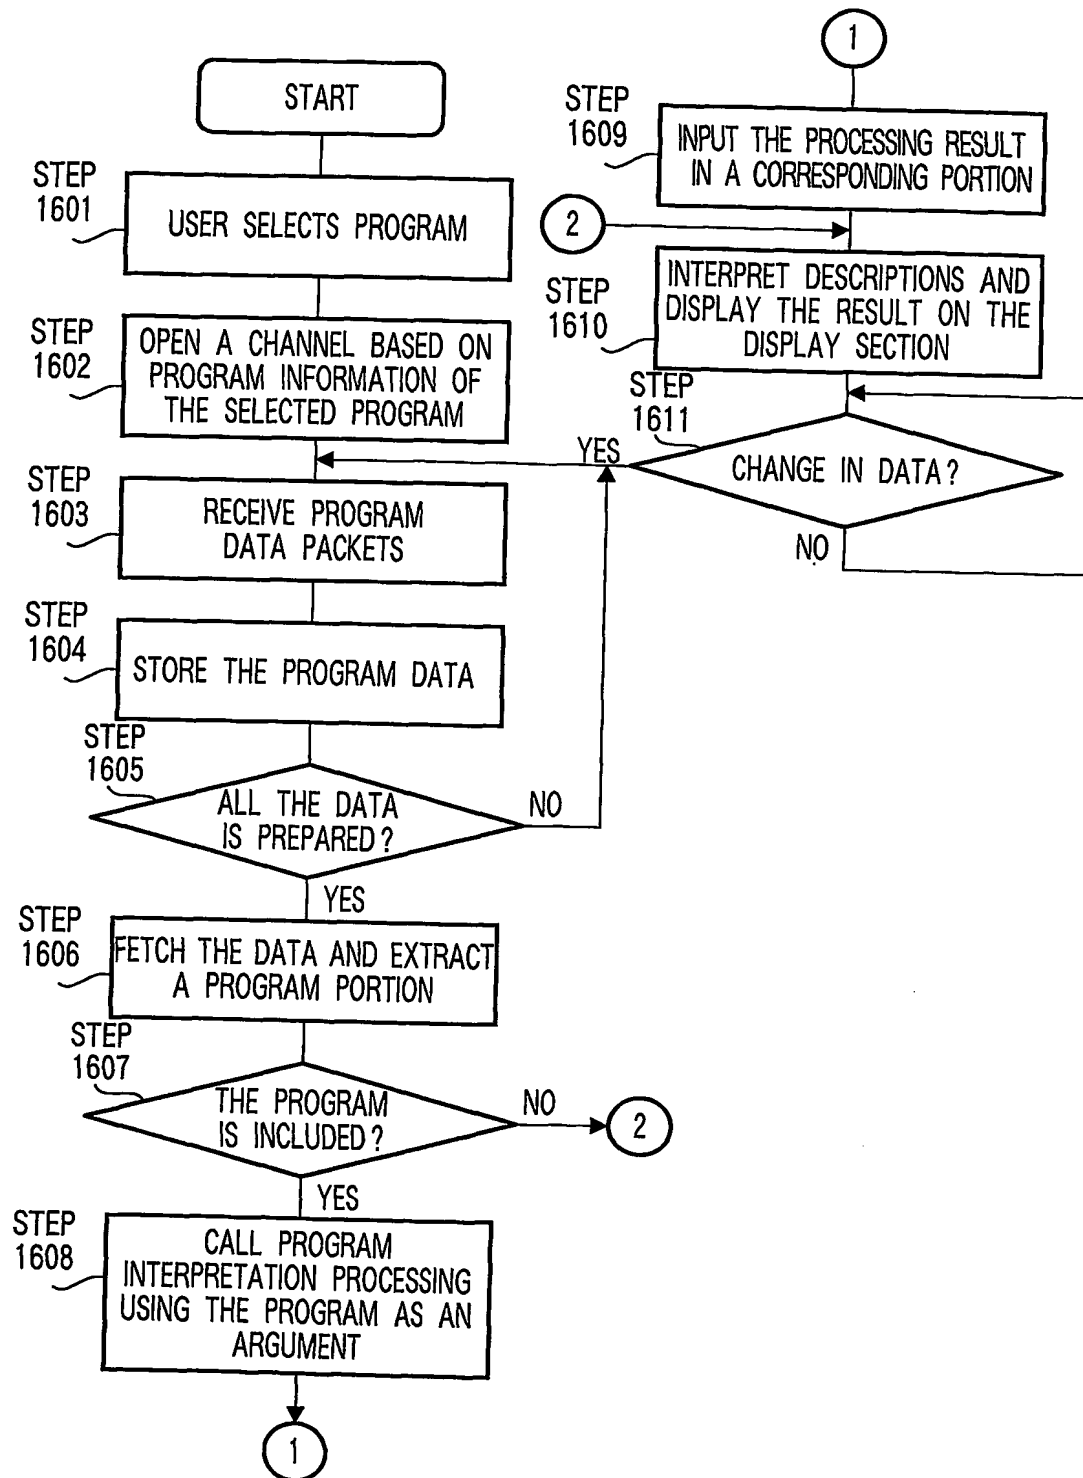 START
STEP
1601
USER SELECTS PROGRAM
STEP
1602
OPEN A CHANNEL BASED ON
PROGRAM INFORMATION OF
THE SELECTED PROGRAM
STEP
1603
RECEIVE PROGRAM
DATA PACKETS
STEP
1604
STORE THE PROGRAM DATA
STEP
1605
ALL THE DATA
IS PREPARED?
NO
YES
STEP
1606
FETCH THE DATA AND EXTRACT
A PROGRAM PORTION
STEP
1607
THE PROGRAM
IS INCLUDED?
NO
2
YES
STEP
1608
CALL PROGRAM
INTERPRETATION PROCESSING
USING THE PROGRAM AS AN
ARGUMENT
1
1
STEP
1609
INPUT THE PROCESSING RESULT
IN A CORRESPONDING PORTION
2
STEP
1610
INTERPRET DESCRIPTIONS AND
DISPLAY THE RESULT ON THE
DISPLAY SECTION
STEP
1611
YES
CHANGE IN DATA?
NO